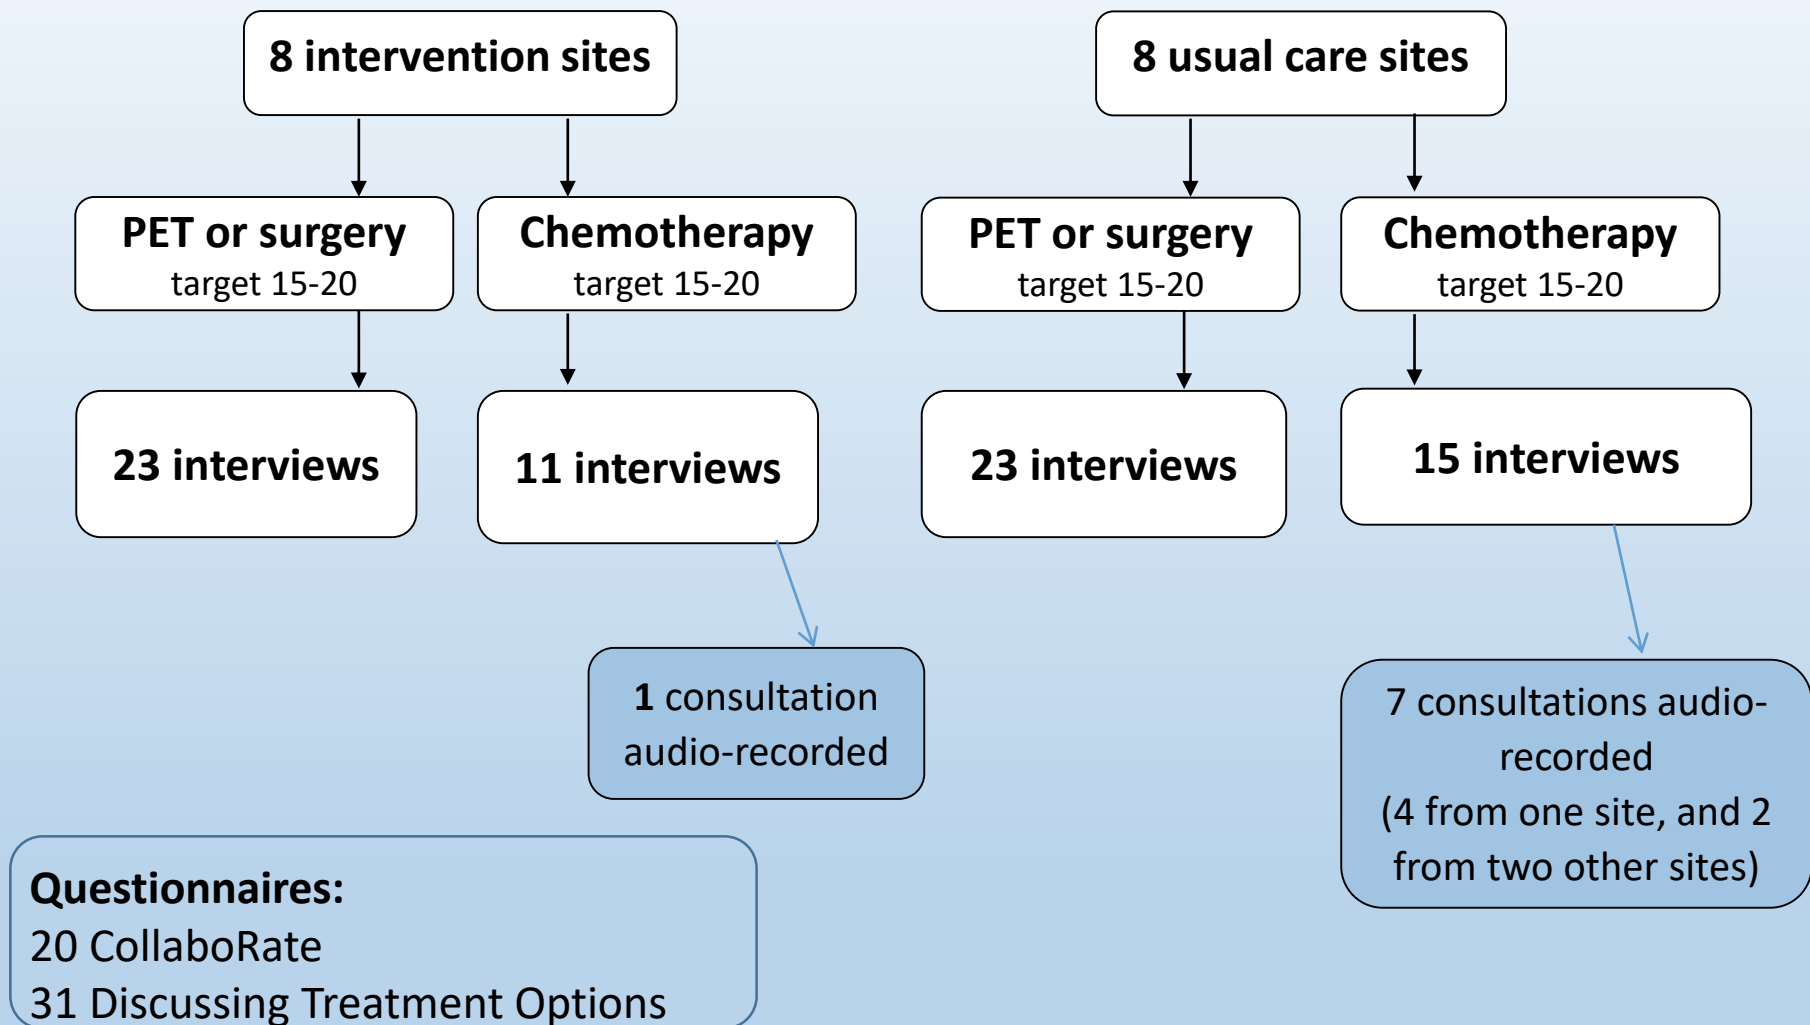 8 intervention sites
8 usual care sites
PET or surgery
target 15-20
Chemotherapy
target 15-20
PET or surgery
target 15-20
Chemotherapy
target 15-20
23 interviews
11 interviews
23 interviews
15 interviews
1 consultation
audio-recorded
7 consultations audio-
recorded
(4 from one site, and 2
from two other sites)
Questionnaires:
20 CollaboRate
31 Discussing Treatment Options